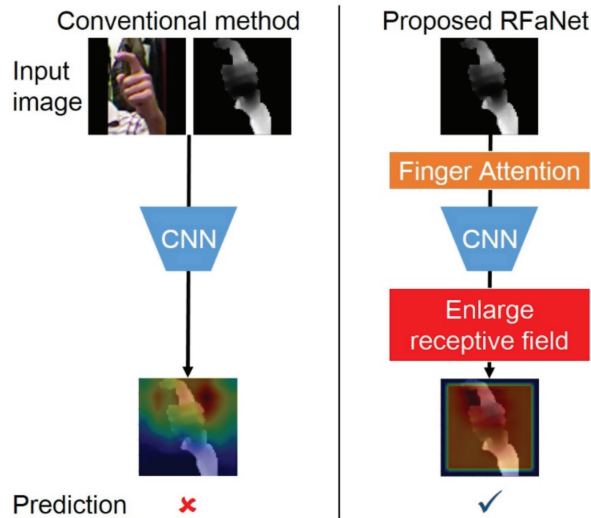 Conventional method
Proposed RFaNet
Input
image
Finger Attention
CNN
CNN
Enlarge
receptive field
Prediction
✘
✓